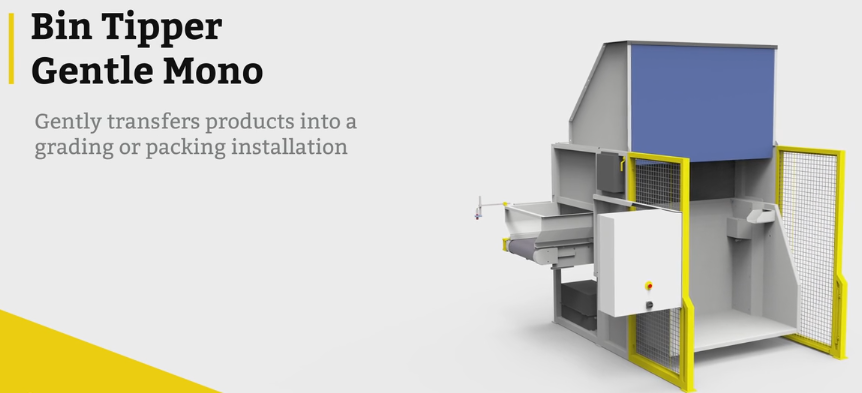 Bin Tipper
Gentle Mono
Gently transfers products into a
grading or packing installation